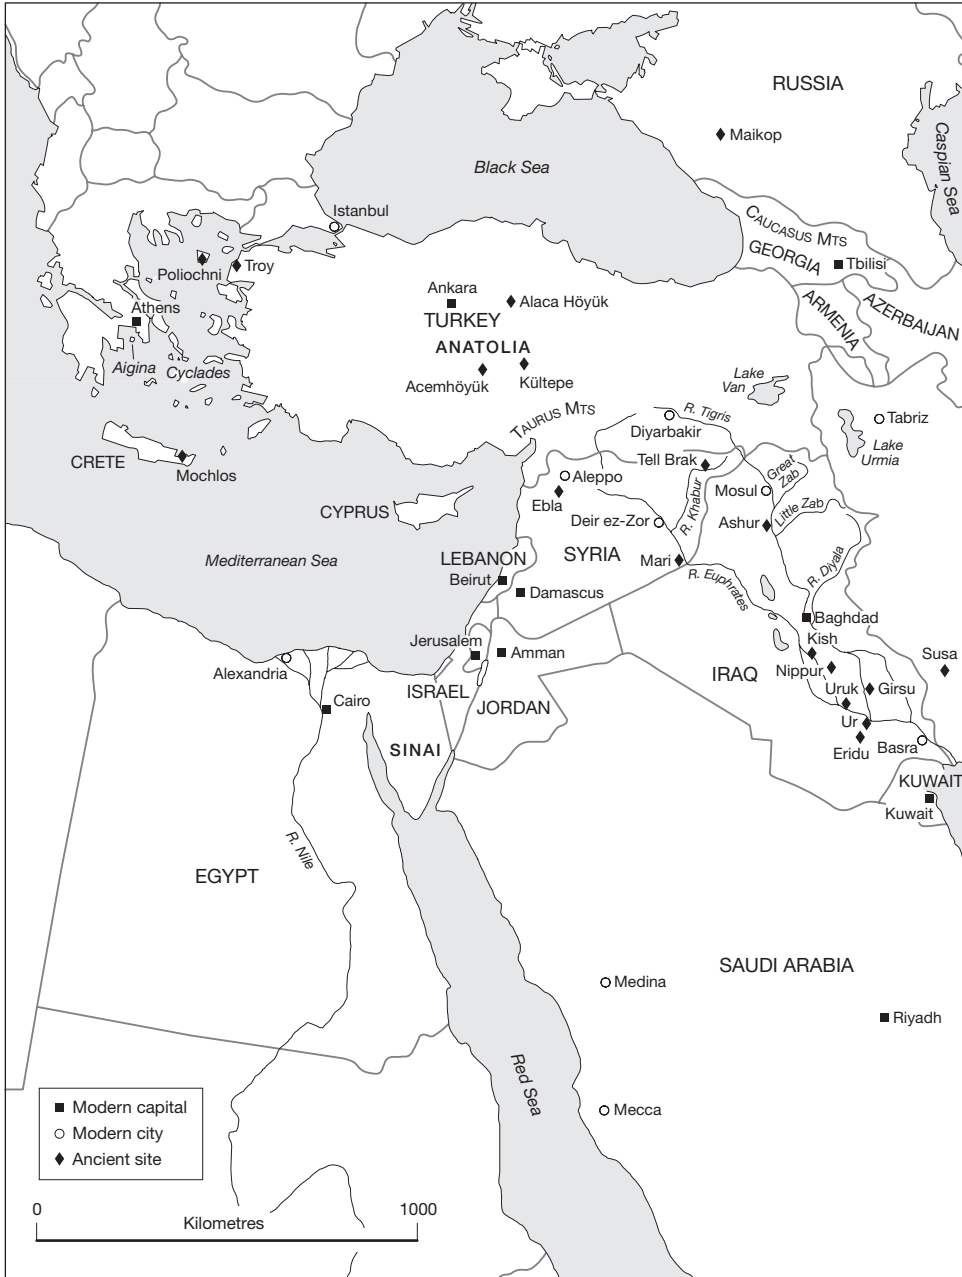 RUSSIA
Maikop
Caspian Sea
Black Sea
CAUCASUS MTS
Istanbul
GEORGIA
Tbilisi
Poliochni
Troy
Ankara
Alaca Höyük
AZERBAIJAN
ARMENIA
Athens
TURKEY
ANATOLIA
Aigina
Cyclades
Acemhöyük
Kültepe
Lake
Van
TAURUS MTS
R. Tigris
Tabriz
Diyarbakir
Lake
Urmia
CRETE
Mochlos
Tell Brak
Great
Zab
Aleppo
Mosul
Ebla
R. Khabur
Little Zab
CYPRUS
Deir ez-Zor
Ashur
Mediterranean Sea
LEBANON
SYRIA
Mari
R. Diyala
Beirut
R. Euphrates
Damascus
Baghdad
Jerusalem
Amman
Kish
Susa
Alexandria
Nippur
IRAQ
ISRAEL
Uruk
Girsu
Cairo
JORDAN
Ur
SINAI
Eridu
Basra
KUWAIT
Kuwait
R. Nile
EGYPT
SAUDI ARABIA
Medina
Riyadh
Red Sea
Mecca
Modern capital
Modern city
Ancient site
0
1000
Kilometres